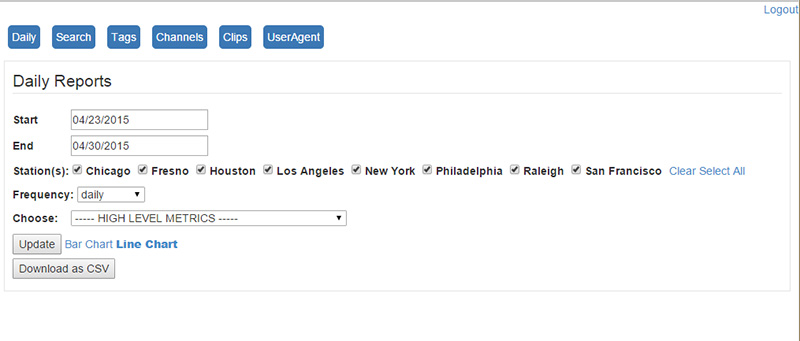 Logout
Daily Search Tags Channels Clips UserAgent
Daily Reports
Start 04/23/2015
End 04/30/2015
Station(s): Chicago Fresno Houston Los Angeles New York Philadelphia Raleigh San Francisco Clear Select All
Frequency: daily
Choose: ----- HIGH LEVEL METRICS -----
Update Bar Chart Line Chart
Download as CSV